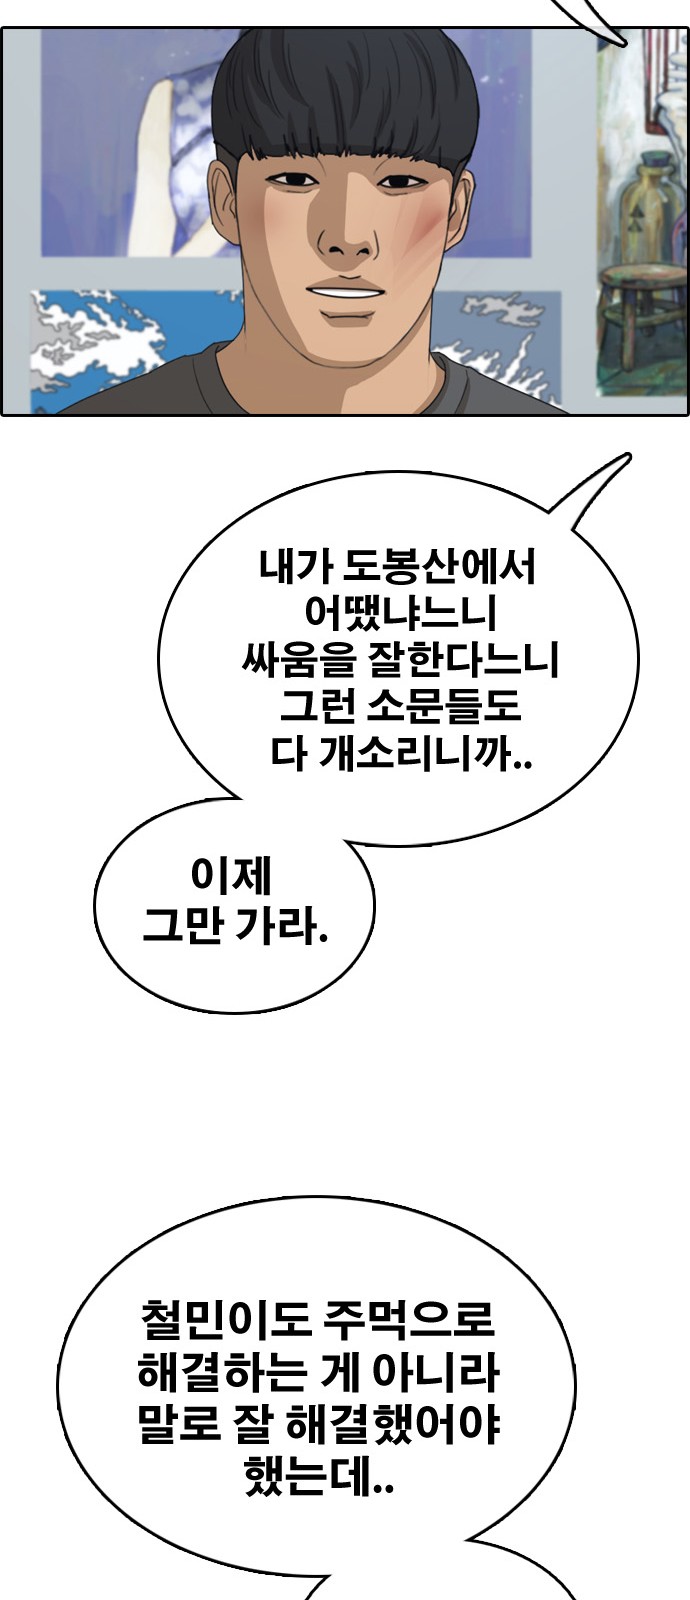 내가 도봉산에서
어땠냐느니
싸움을 잘한다느니
그런 소문들도
다 개소리니까..
이제
그만 가라.
철민이도 주먹으로
해결하는 게 아니라
말로 잘 해결했어야
했는데..